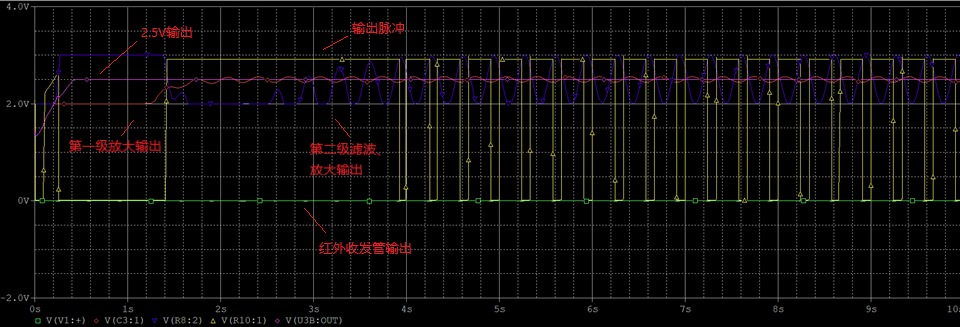 4.0V
2.5V输出
输出脉冲
2.0V
第一级放大输出
第二级滤波、
放大输出
0V
红外收发管输出
-2.0V
0s 1s 2s 3s 4s 5s 6s 7s 8s 9s 10s
V(V1:+) V(C3:1) V(R8:2) V(R10:1) V(U3B:OUT)